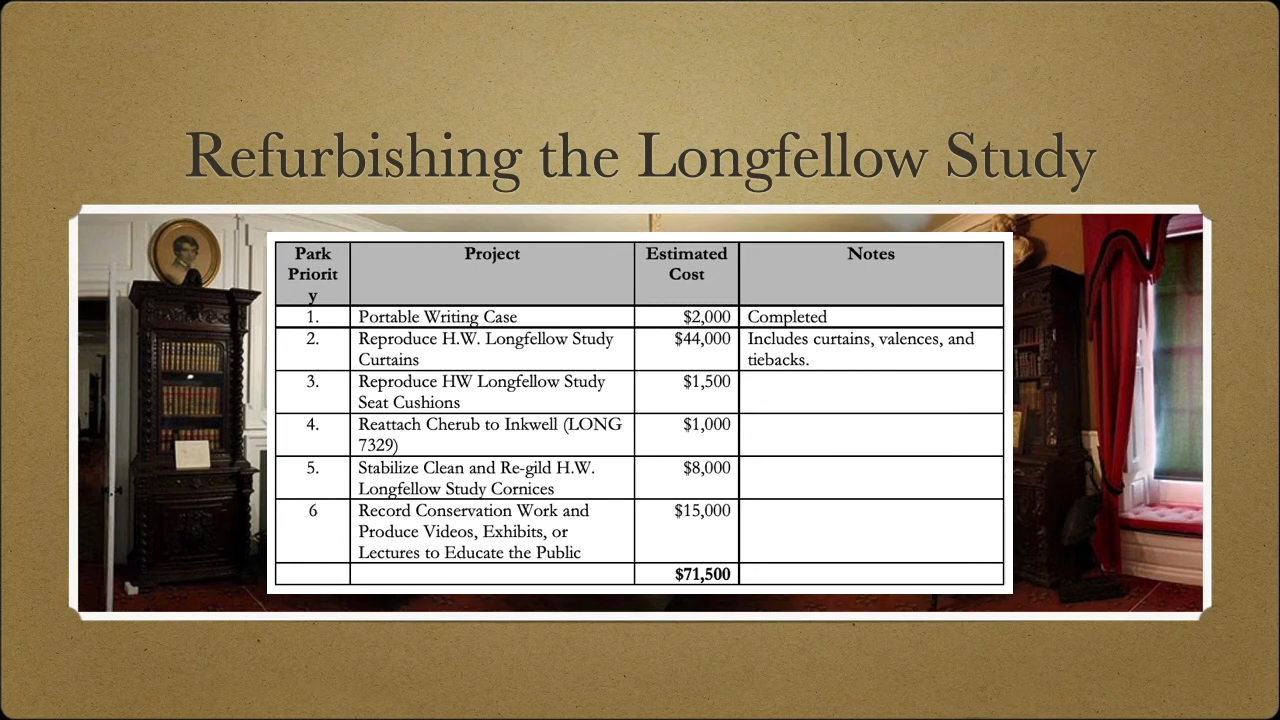 Refurbishing the Longfellow Study
Park Project Estimated Notes
Priorit Cost
y
1. Portable Writing Case $2,000 Completed
2. Reproduce H.W. Longfellow Study $44,000 Includes curtains, valences, and
Curtains tiebacks.
3. Reproduce HW Longfellow Study $1,500
Seat Cushions
4. Reattach Cherub to Inkwell (LONG $1,000
7329)
5. Stabilize Clean and Re-gild H.W. $8,000
Longfellow Study Cornices
6 Record Conservation Work and $15,000
Produce Videos, Exhibits, or
Lectures to Educate the Public
$71,500